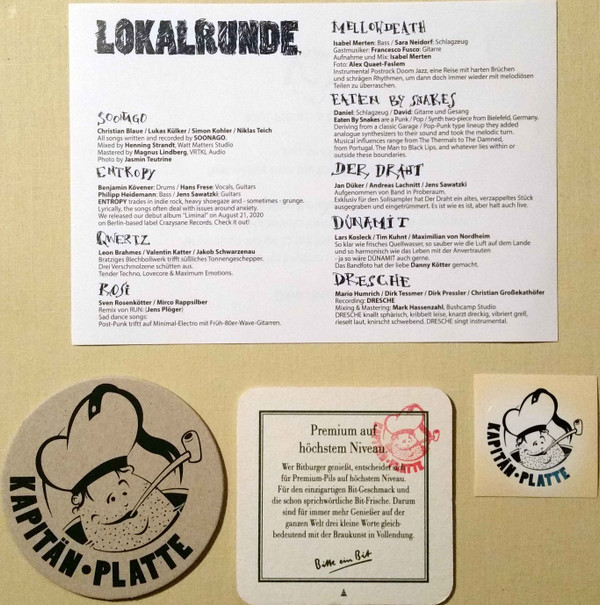 LOKALRUNDE
SOONAGO
Christian Blaue / Lukas Külker / Simon Kohler / Niklas Teich
All songs written and recorded by SOONAGO.
Mixed by Henning Strandt, Watt Matters Studio
Mastered by Magnus Lindberg, VRTKL Audio
Photo by Jasmin Teutrine
ENTROPY
Benjamin Kövener: Drums / Hans Frese: Vocals, Guitars
Philipp Heidemann: Bass / Jens Sawatzki: Guitars
ENTROPY trades in indie rock, heavy shoegaze and - sometimes - grunge.
Lyrically, the songs often deal with issues around anxiety.
We released our debut album "Liminal" on August 21, 2020
on Berlin-based label Crazysane Records. Check it out!
QWERTZ
Leon Brahmes / Valentin Katter / Jakob Schwarzenau
Bratziges Blechbollwerk trifft süßliches Tonnengeschepper.
Drei Verschmolzene schütten aus.
Tender Techno, Lovecore & Maximum Emotions.
ROSI
Sven Rosenkötter / Mirco Rappsilber
Remix von RUN: (Jens Plöger)
Sad dance songs:
Post-Punk trifft auf Minimal-Electro mit Früh-80er-Wave-Gitarren.
MELLOWDEATH
Isabel Merten: Bass / Sara Neidorf: Schlagzeug
Gastmusiker: Francesco Fusco: Gitarre
Aufnahme und Mix: Isabel Merten
Foto: Alex Quaet-Faslem
Instrumental Postrock Doom Jazz, eine Reise mit harten Brüchen
und schrägen Rhythmen, um dann doch immer wieder mit melodiösen
Teilen zu überraschen.
EATEN BY SNAKES
Daniel: Schlagzeug / David: Gitarre und Gesang
Eaten By Snakes are a Punk / Pop / Synth two-piece from Bielefeld, Germany.
Deriving from a classic Garage / Pop-Punk type lineup they added
analogue synthesizers to their sound and took the melodic turn.
Musical influences range from The Thermals to The Damned,
from Portugal. The Man to Black Lips, and whatever lies within or
outside these boundaries.
DER DRAHT
Jan Düker / Andreas Lachnitt / Jens Sawatzki
Aufgenommen von Band in Proberaum.
Exklusiv für den Solisampler hat Der Draht ein altes, verzappeltes Stück
ausgegraben und eingetrümmert. Es ist wie es ist, aber halt auch live.
DÜNAMIT
Lars Kosleck / Tim Kuhn / Maximilian von Nordheim
So klar wie frisches Quellwasser, so sauber wie die Luft auf dem Lande
und so harmonisch wie das Leben mit der Anvertrauten
– ja so wäre DÜNAMIT auch gerne.
Das Bandfoto hat der liebe Danny Kötter gemacht.
DRESCHE
Mario Humrich / Dirk Tessmer / Dirk Pressler / Christian Großekathöfer
Recording: DRESCHE
Mixing & Mastering: Mark Hassenzahl, Bushcamp Studio
DRESCHE knallt sphärisch, kribbelt leise, knarzt dreckig, vibriert grell,
rieselt laut, knirscht schwebend. DRESCHE singt instrumental.
KAPITÄN • PLATTE
Premium auf
höchstem Niveau.
Wer Bitburger genießt, entscheidet sich
für Premium-Pils auf höchstem Niveau.
Für den einzigartigen Bit-Geschmack und
die schon sprichwörtliche Bit-Frische. Darum
sind für immer mehr Genießer auf der
ganzen Welt drei kleine Worte gleich-
bedeutend mit der Braukunst in Vollendung.
Bitte ein Bit
KAPITÄN • PLATTE
KAPITÄN • PLATTE